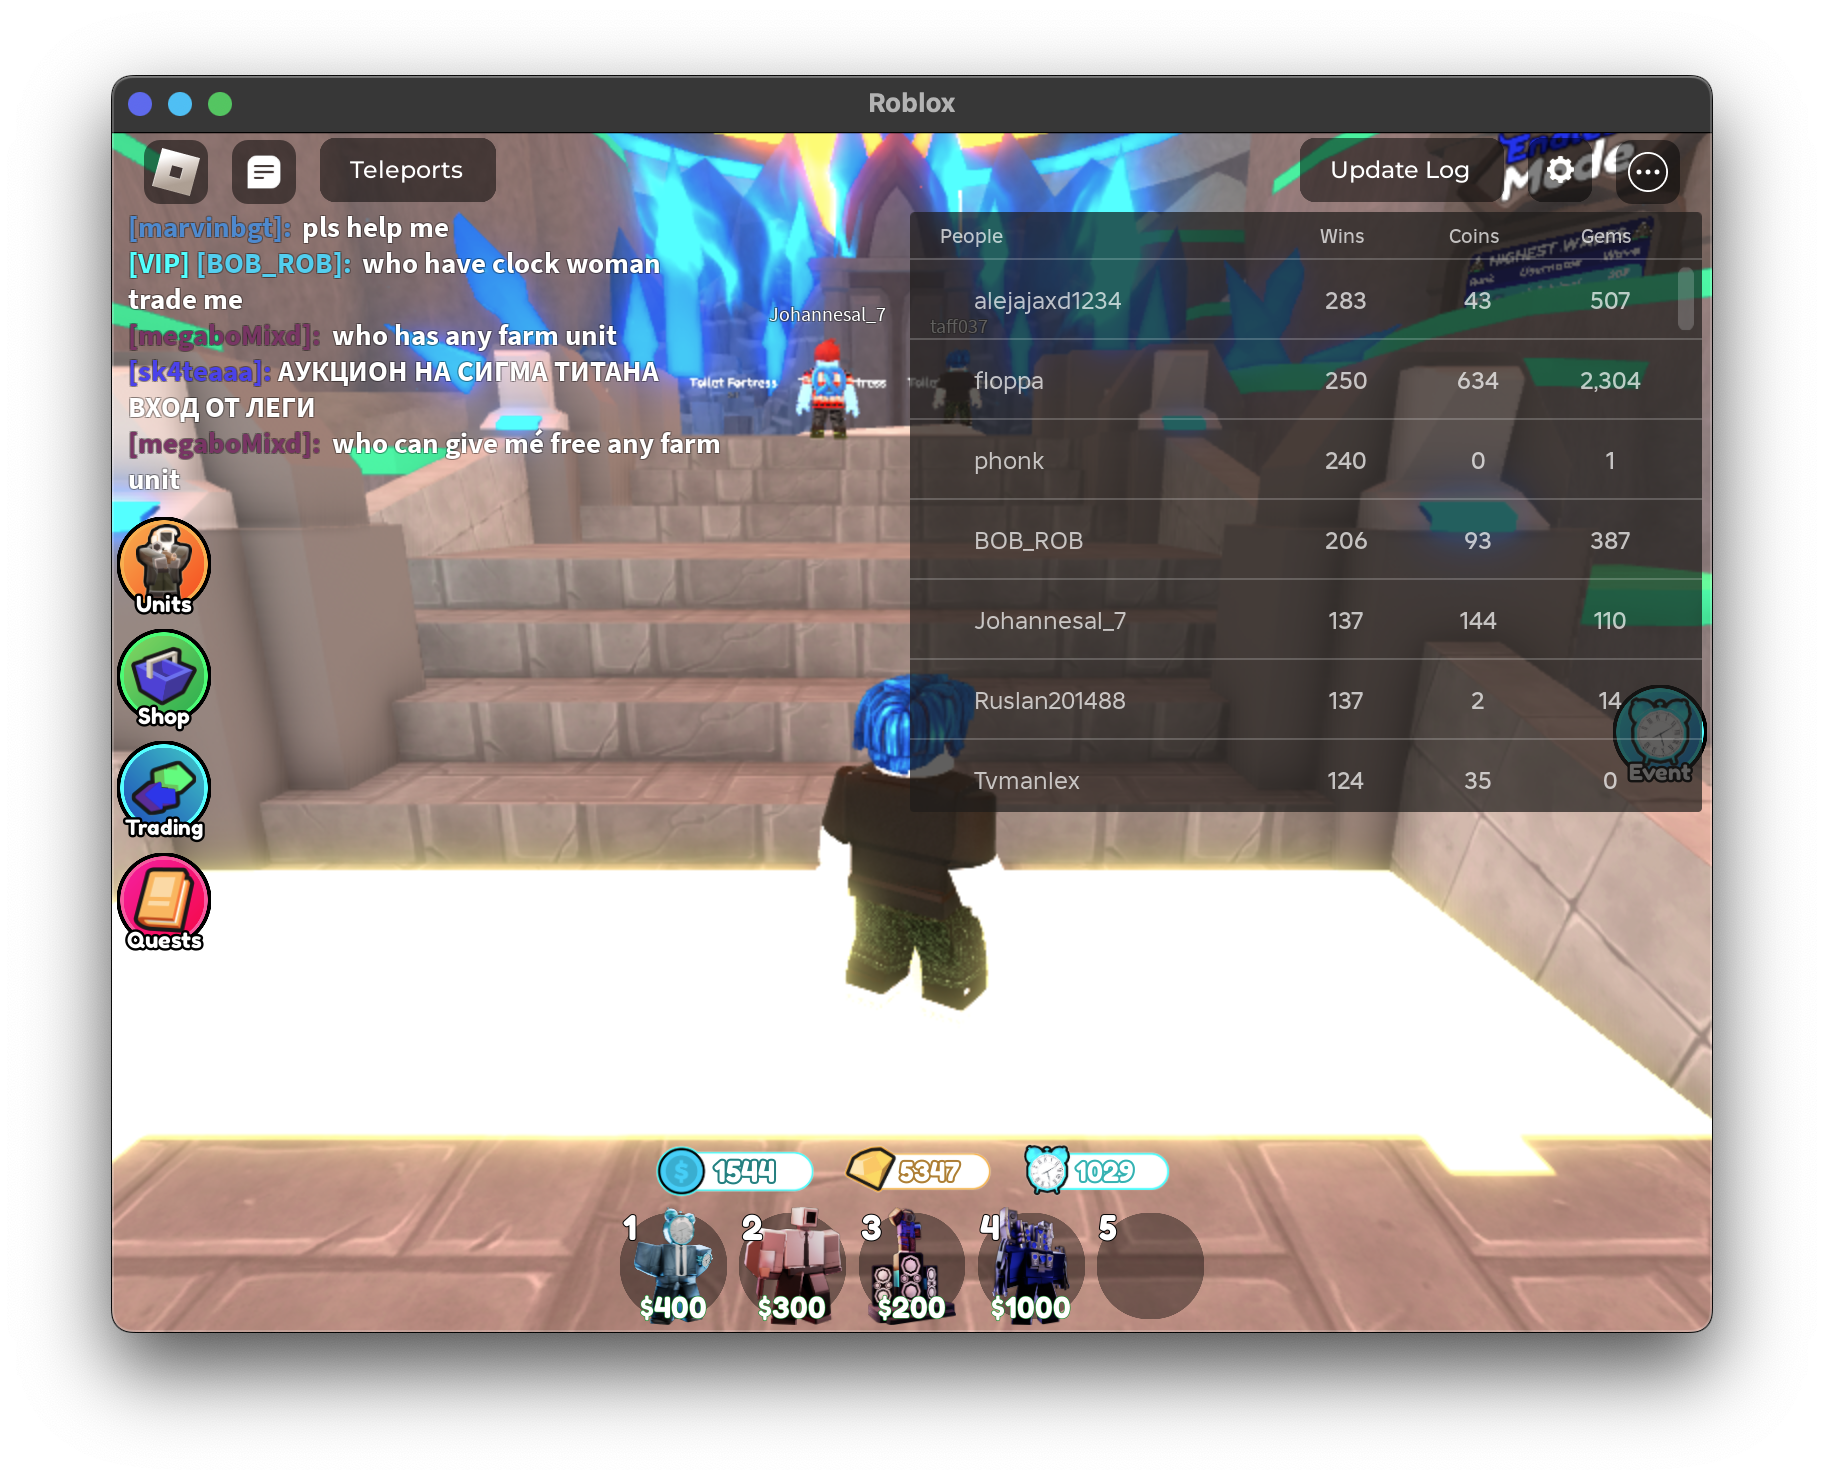 Roblox
Teleports
Update Log
Mode
[marvinbgt]: pls help me
[VIP] [BOB_ROB]: who have clock woman
trade me
[megaboMixd]: who has any farm unit
[sk4teaaa]: АУКЦИОН НА СИГМА ТИТАНА
ВХОД ОТ ЛЕГИ
[megaboMixd]: who can give mé free any farm
unit
Johannesal_7
taff037
Toilet Fortress
People Wins Coins Gems
alejajaxd1234 283 43 507
floppa 250 634 2,304
phonk 240 0 1
BOB_ROB 206 93 387
Johannesal_7 137 144 110
Ruslan201488 137 2 14
Tvmanlex 124 35 0
Units
Shop
Trading
Quests
Event
1544 5347 1029
1 2 3 4 5
$400 $300 $200 $1000